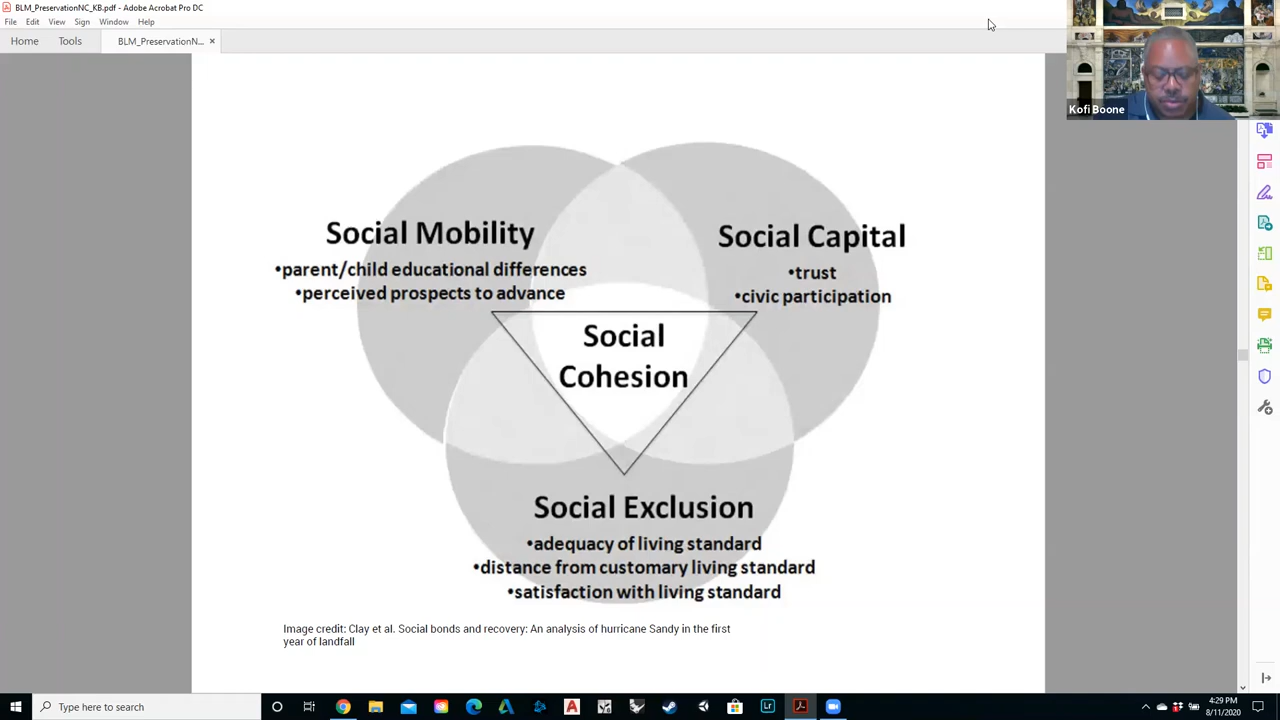 BLM_PreservationNC_KB.pdf - Adobe Acrobat Pro DC
File Edit View Sign Window Help
Home Tools BLM_PreservationN... ×
Kofi Boone
Social Mobility
•parent/child educational differences
•perceived prospects to advance
Social Capital
•trust
•civic participation
Social
Cohesion
Social Exclusion
•adequacy of living standard
•distance from customary living standard
•satisfaction with living standard
Image credit: Clay et al. Social bonds and recovery: An analysis of hurricane Sandy in the first
year of landfall
Type here to search
Lr
4:29 PM
8/11/2020